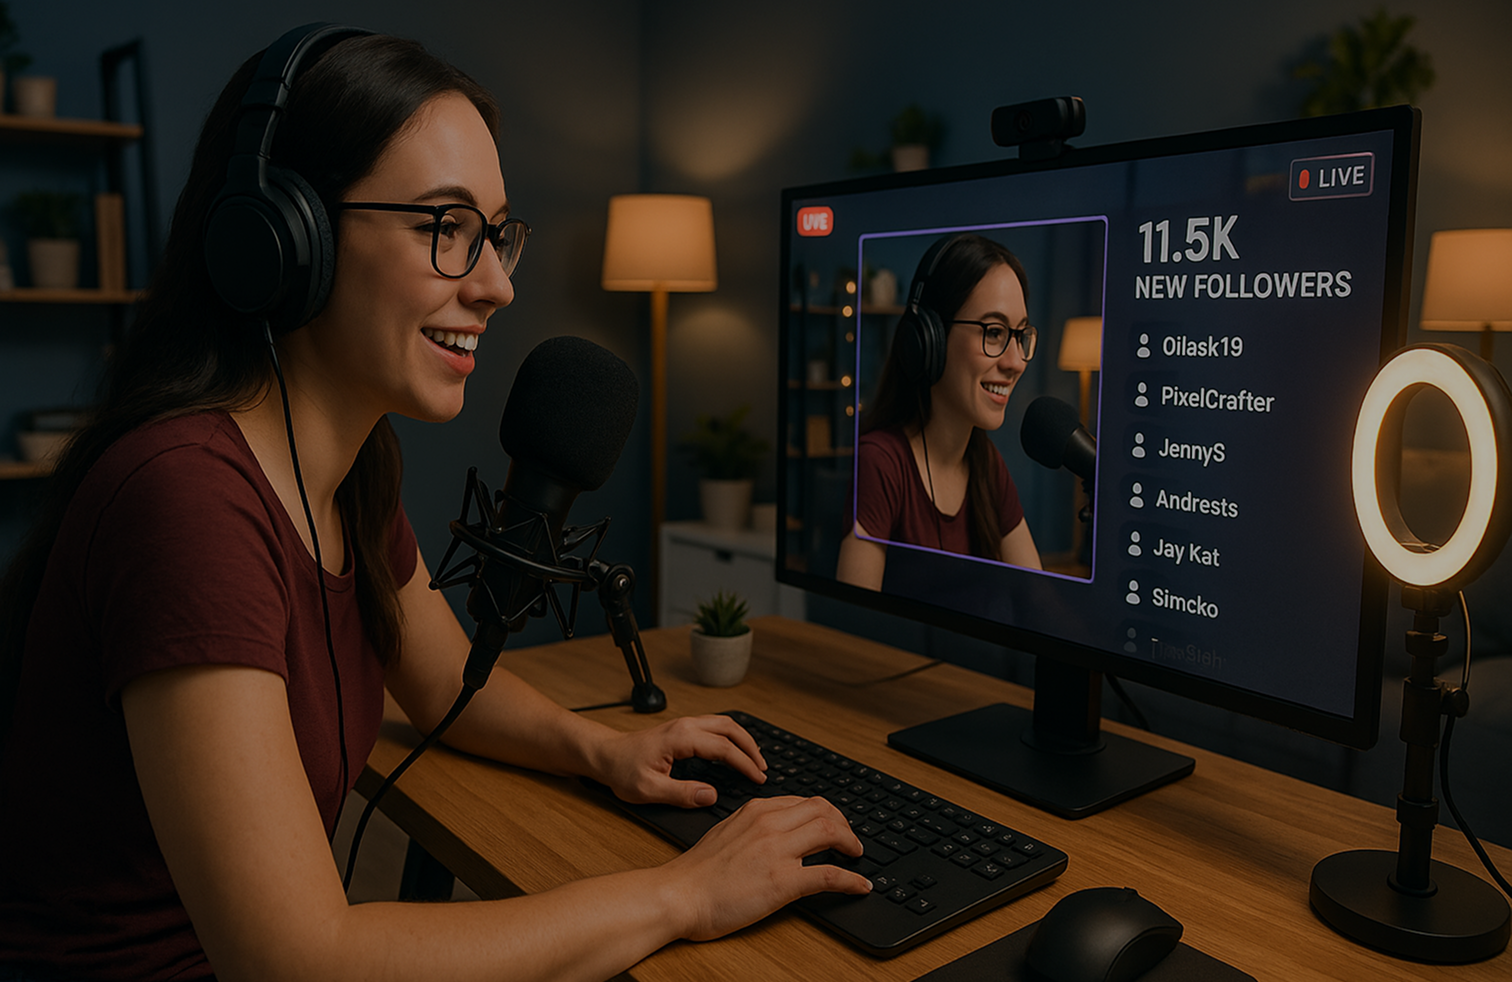 LIVE
LIVE
11.5K
NEW FOLLOWERS
Oilask19
PixelCrafter
JennyS
Andrests
Jay Kat
Simcko